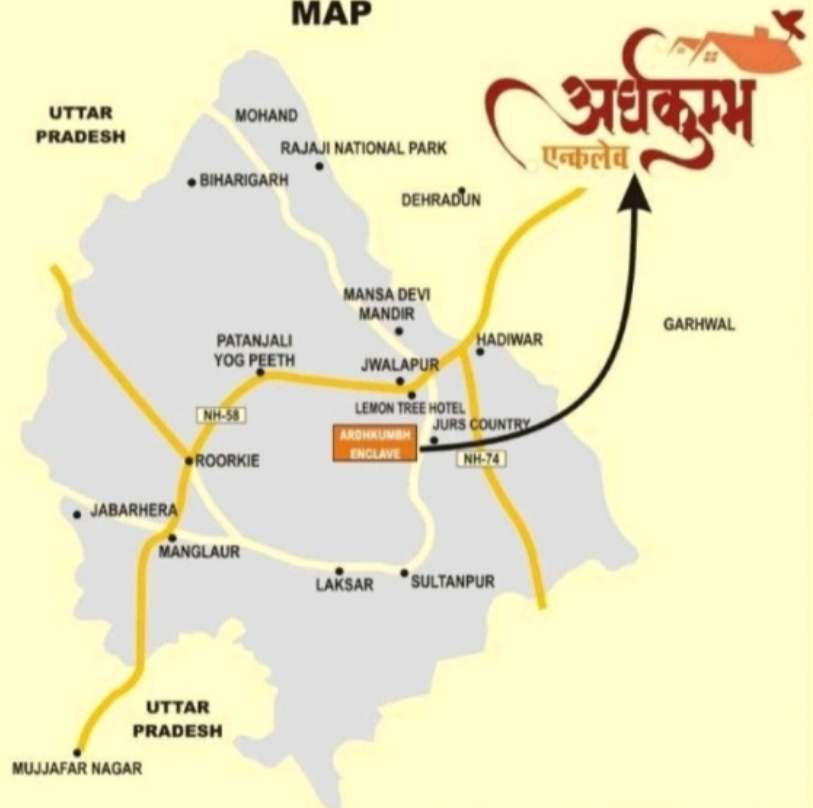 MAP
अर्धकुम्भ
एन्क्लेव
UTTAR
PRADESH
MOHAND
RAJAJI NATIONAL PARK
BIHARIGARH
DEHRADUN
MANSA DEVI
MANDIR
GARHWAL
PATANJALI
YOG PEETH
HADIWAR
JWALAPUR
LEMON TREE HOTEL
NH-58
JURS COUNTRY
ARDHKUMBH
ENCLAVE
NH-74
ROORKIE
JABARHERA
MANGLAUR
LAKSAR
SULTANPUR
UTTAR
PRADESH
MUJJAFAR NAGAR